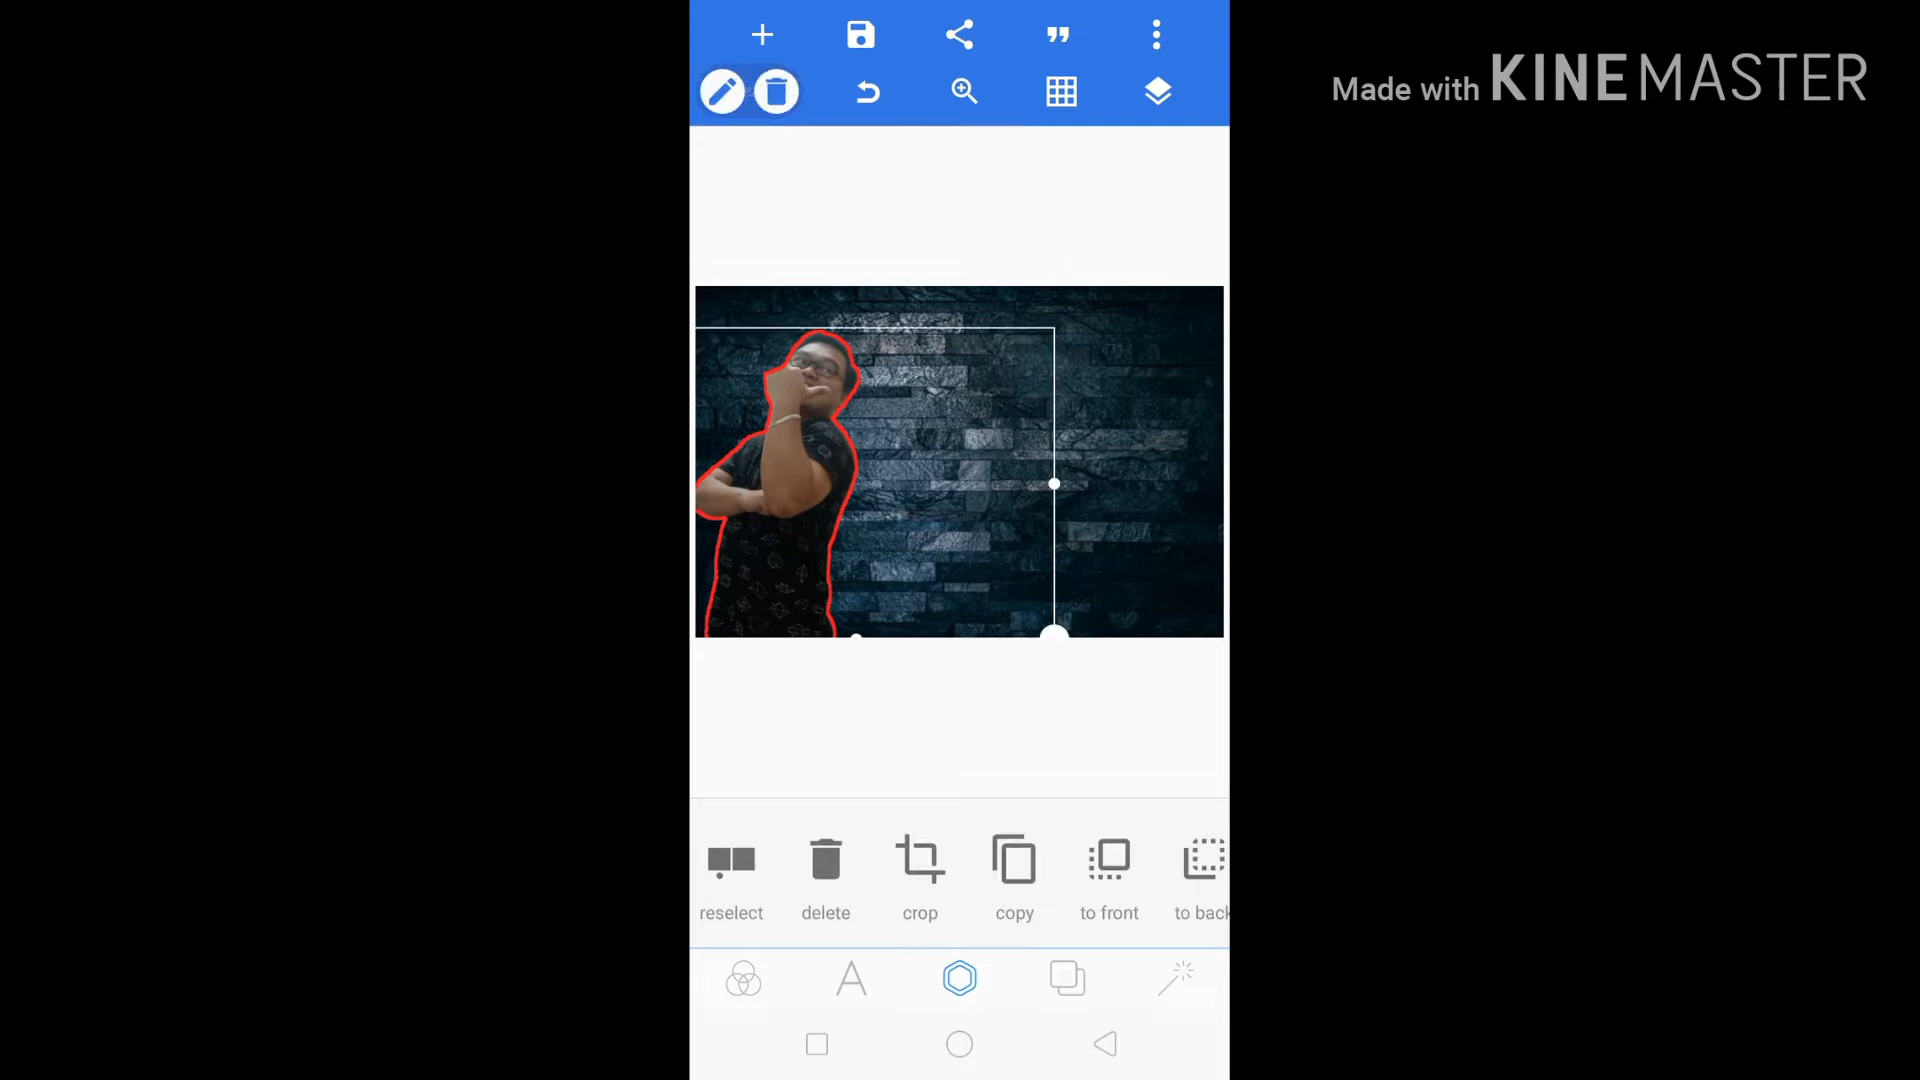 Made with KINEMASTER
reselect
delete
crop
copy
to front
to back